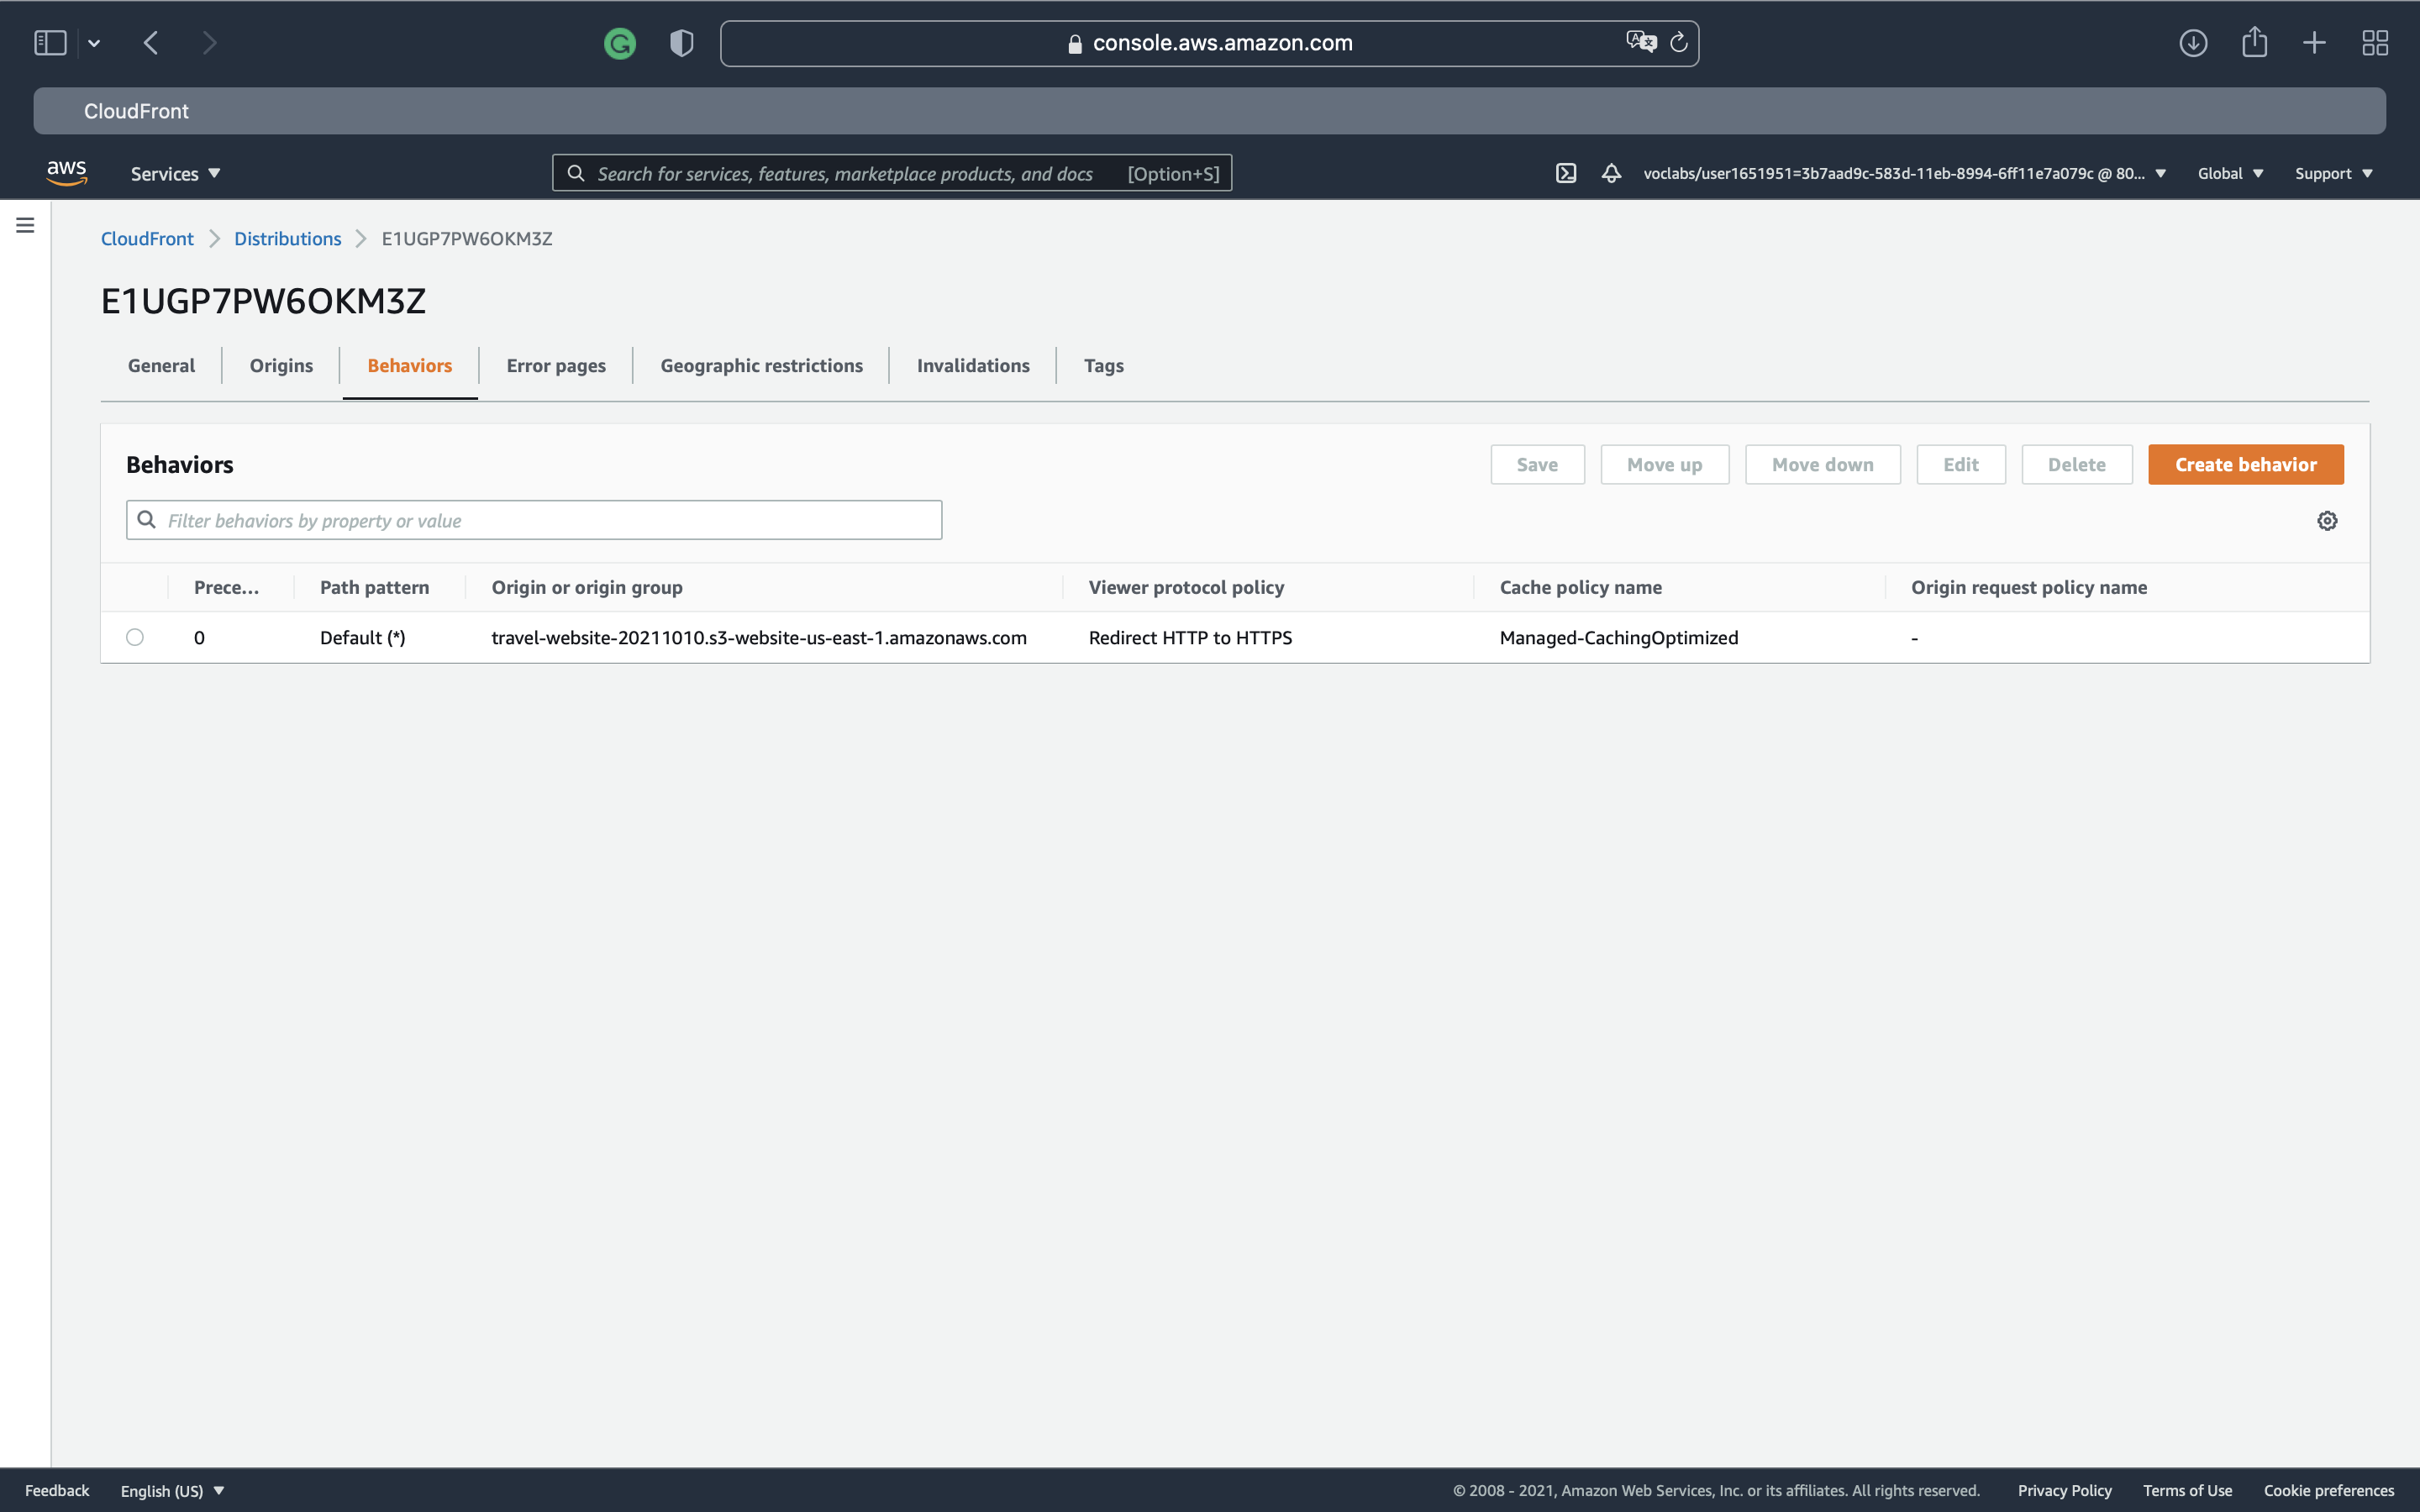 console.aws.amazon.com
CloudFront
aws Services Search for services, features, marketplace products, and docs [Option+S] voclabs/user1651951=3b7aad9c-583d-11eb-8994-6ff11e7a079c @ 80... Global Support
CloudFront Distributions E1UGP7PW6OKM3Z
E1UGP7PW6OKM3Z
General Origins Behaviors Error pages Geographic restrictions Invalidations Tags
Behaviors Save Move up Move down Edit Delete Create behavior
Filter behaviors by property or value
Prece... Path pattern Origin or origin group Viewer protocol policy Cache policy name Origin request policy name
0 Default (*) travel-website-20211010.s3-website-us-east-1.amazonaws.com Redirect HTTP to HTTPS Managed-CachingOptimized -
Feedback English (US) © 2008 - 2021, Amazon Web Services, Inc. or its affiliates. All rights reserved. Privacy Policy Terms of Use Cookie preferences